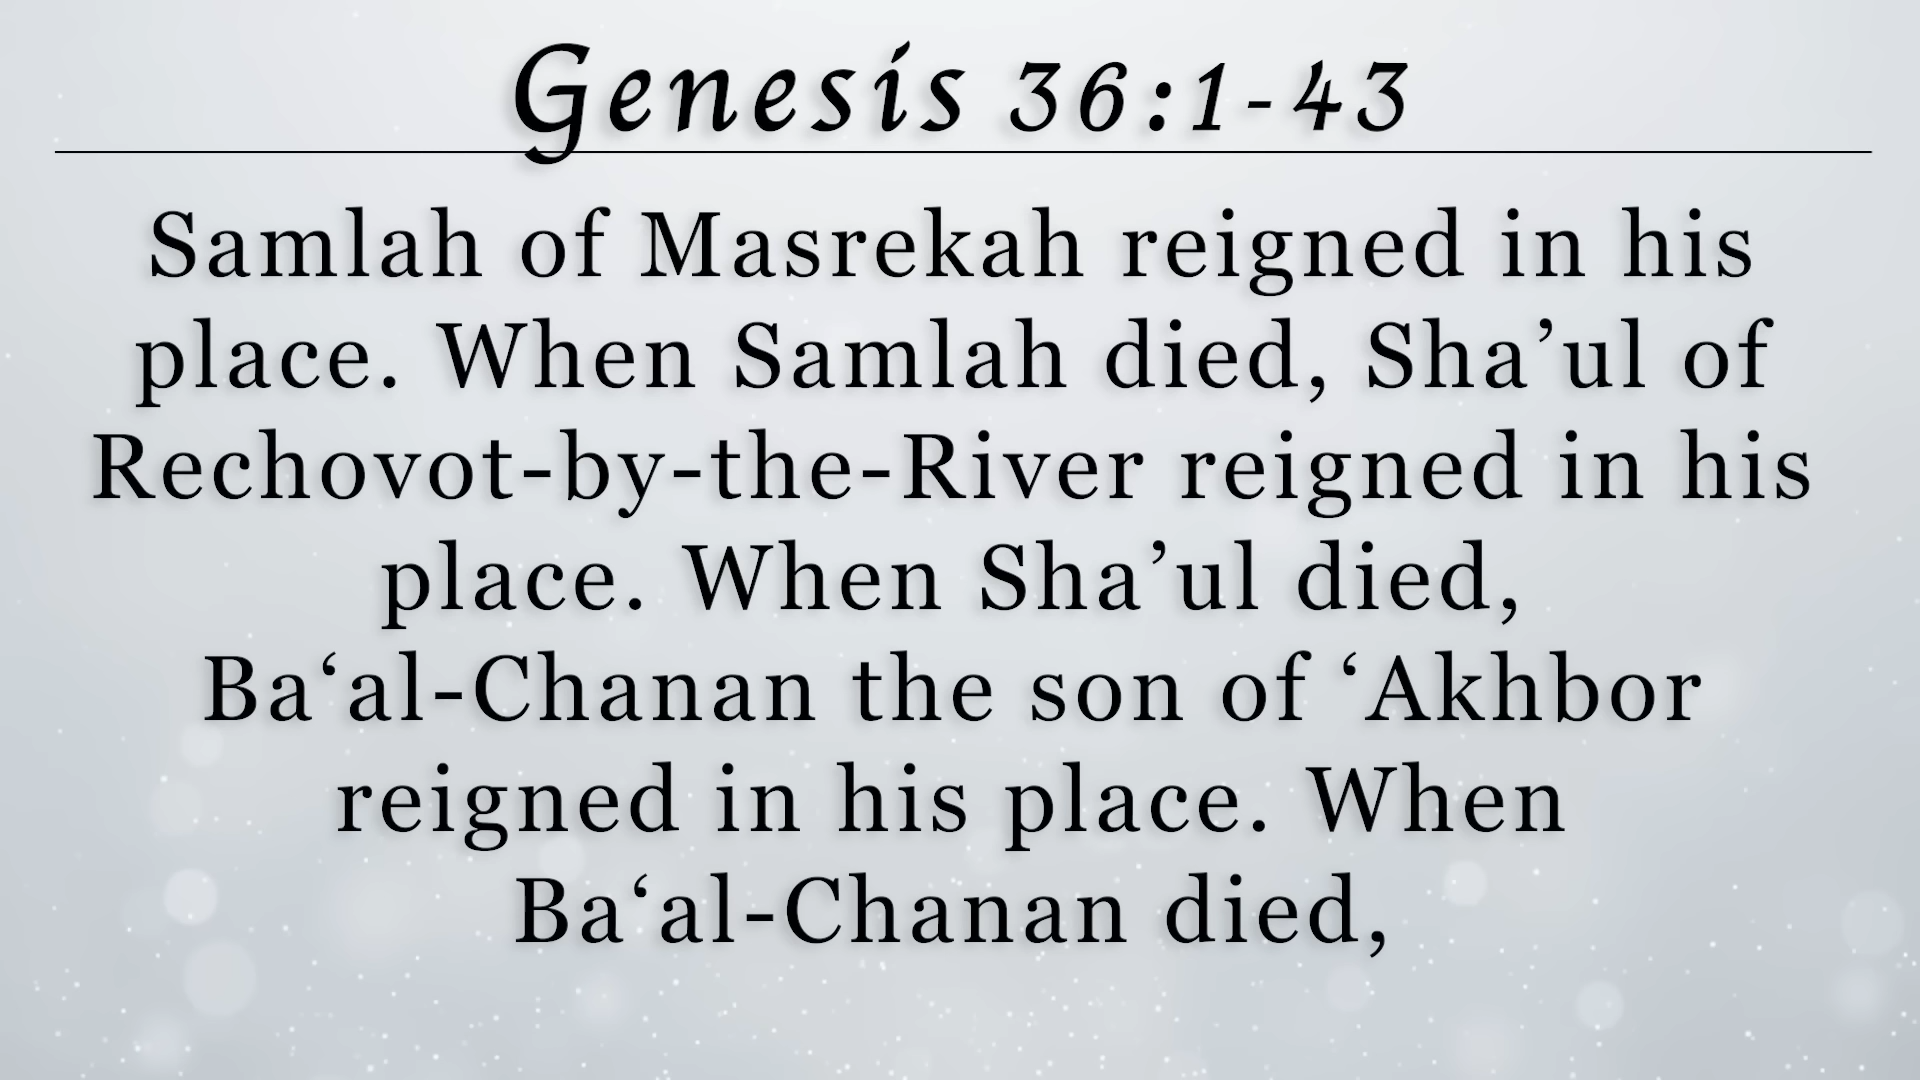 Genesis 36:1-43
Samlah of Masrekah reigned in his
place. When Samlah died, Sha’ul of
Rechovot-by-the-River reigned in his
place. When Sha’ul died,
Ba‘al-Chanan the son of ‘Akhbor
reigned in his place. When
Ba‘al-Chanan died,